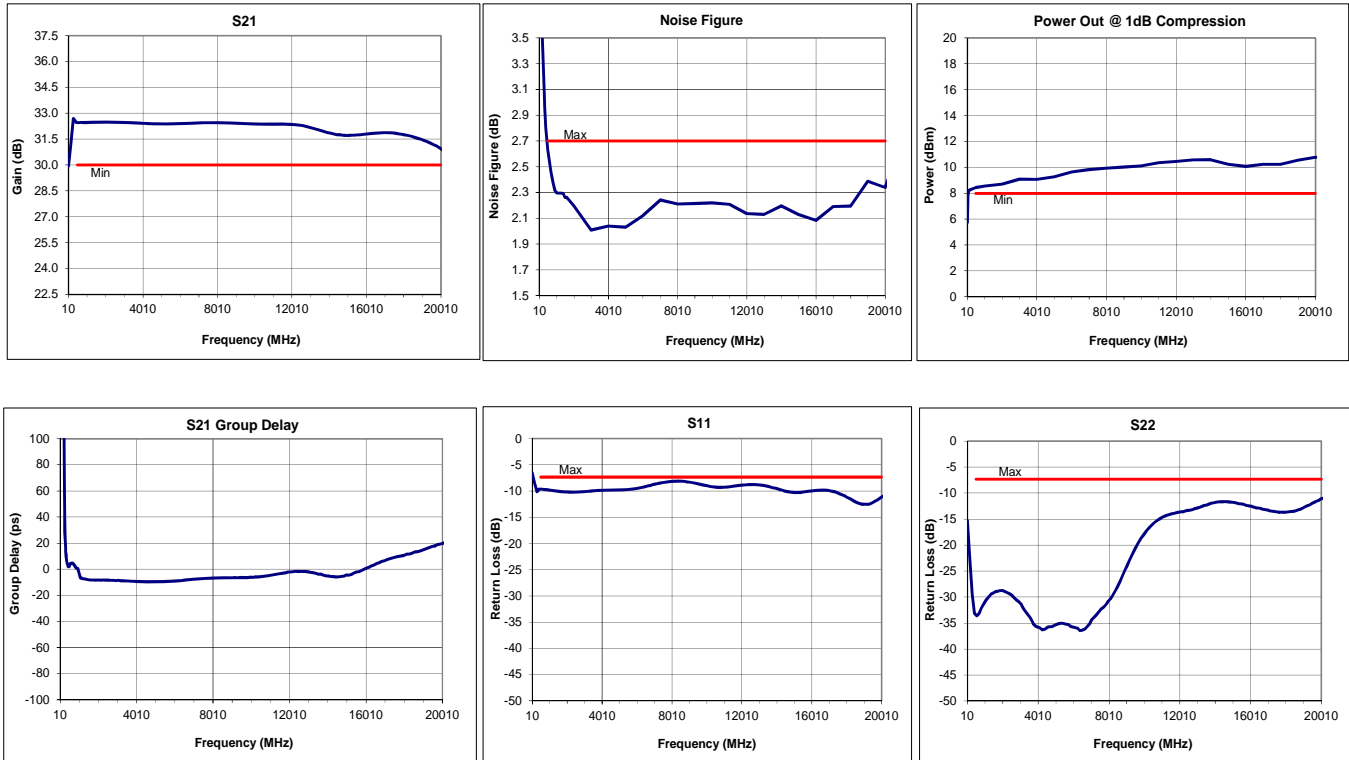 S21
37.5
36.0
34.5
33.0
31.5
30.0
28.5
27.0
25.5
24.0
22.5
Gain (dB)
Min
10 4010 8010 12010 16010 20010
Frequency (MHz)
Noise Figure
3.5
3.3
3.1
2.9
2.7
2.5
2.3
2.1
1.9
1.7
1.5
Noise Figure (dB)
Max
10 4010 8010 12010 16010 20010
Frequency (MHz)
Power Out @ 1dB Compression
20
18
16
14
12
10
8
6
4
2
0
Power (dBm)
Min
10 4010 8010 12010 16010 20010
Frequency (MHz)
S21 Group Delay
100
80
60
40
20
0
-20
-40
-60
-80
-100
Group Delay (ps)
10 4010 8010 12010 16010 20010
Frequency (MHz)
S11
0
-5
-10
-15
-20
-25
-30
-35
-40
-45
-50
Return Loss (dB)
Max
10 4010 8010 12010 16010 20010
Frequency (MHz)
S22
0
-5
-10
-15
-20
-25
-30
-35
-40
-45
-50
Return Loss (dB)
Max
10 4010 8010 12010 16010 20010
Frequency (MHz)